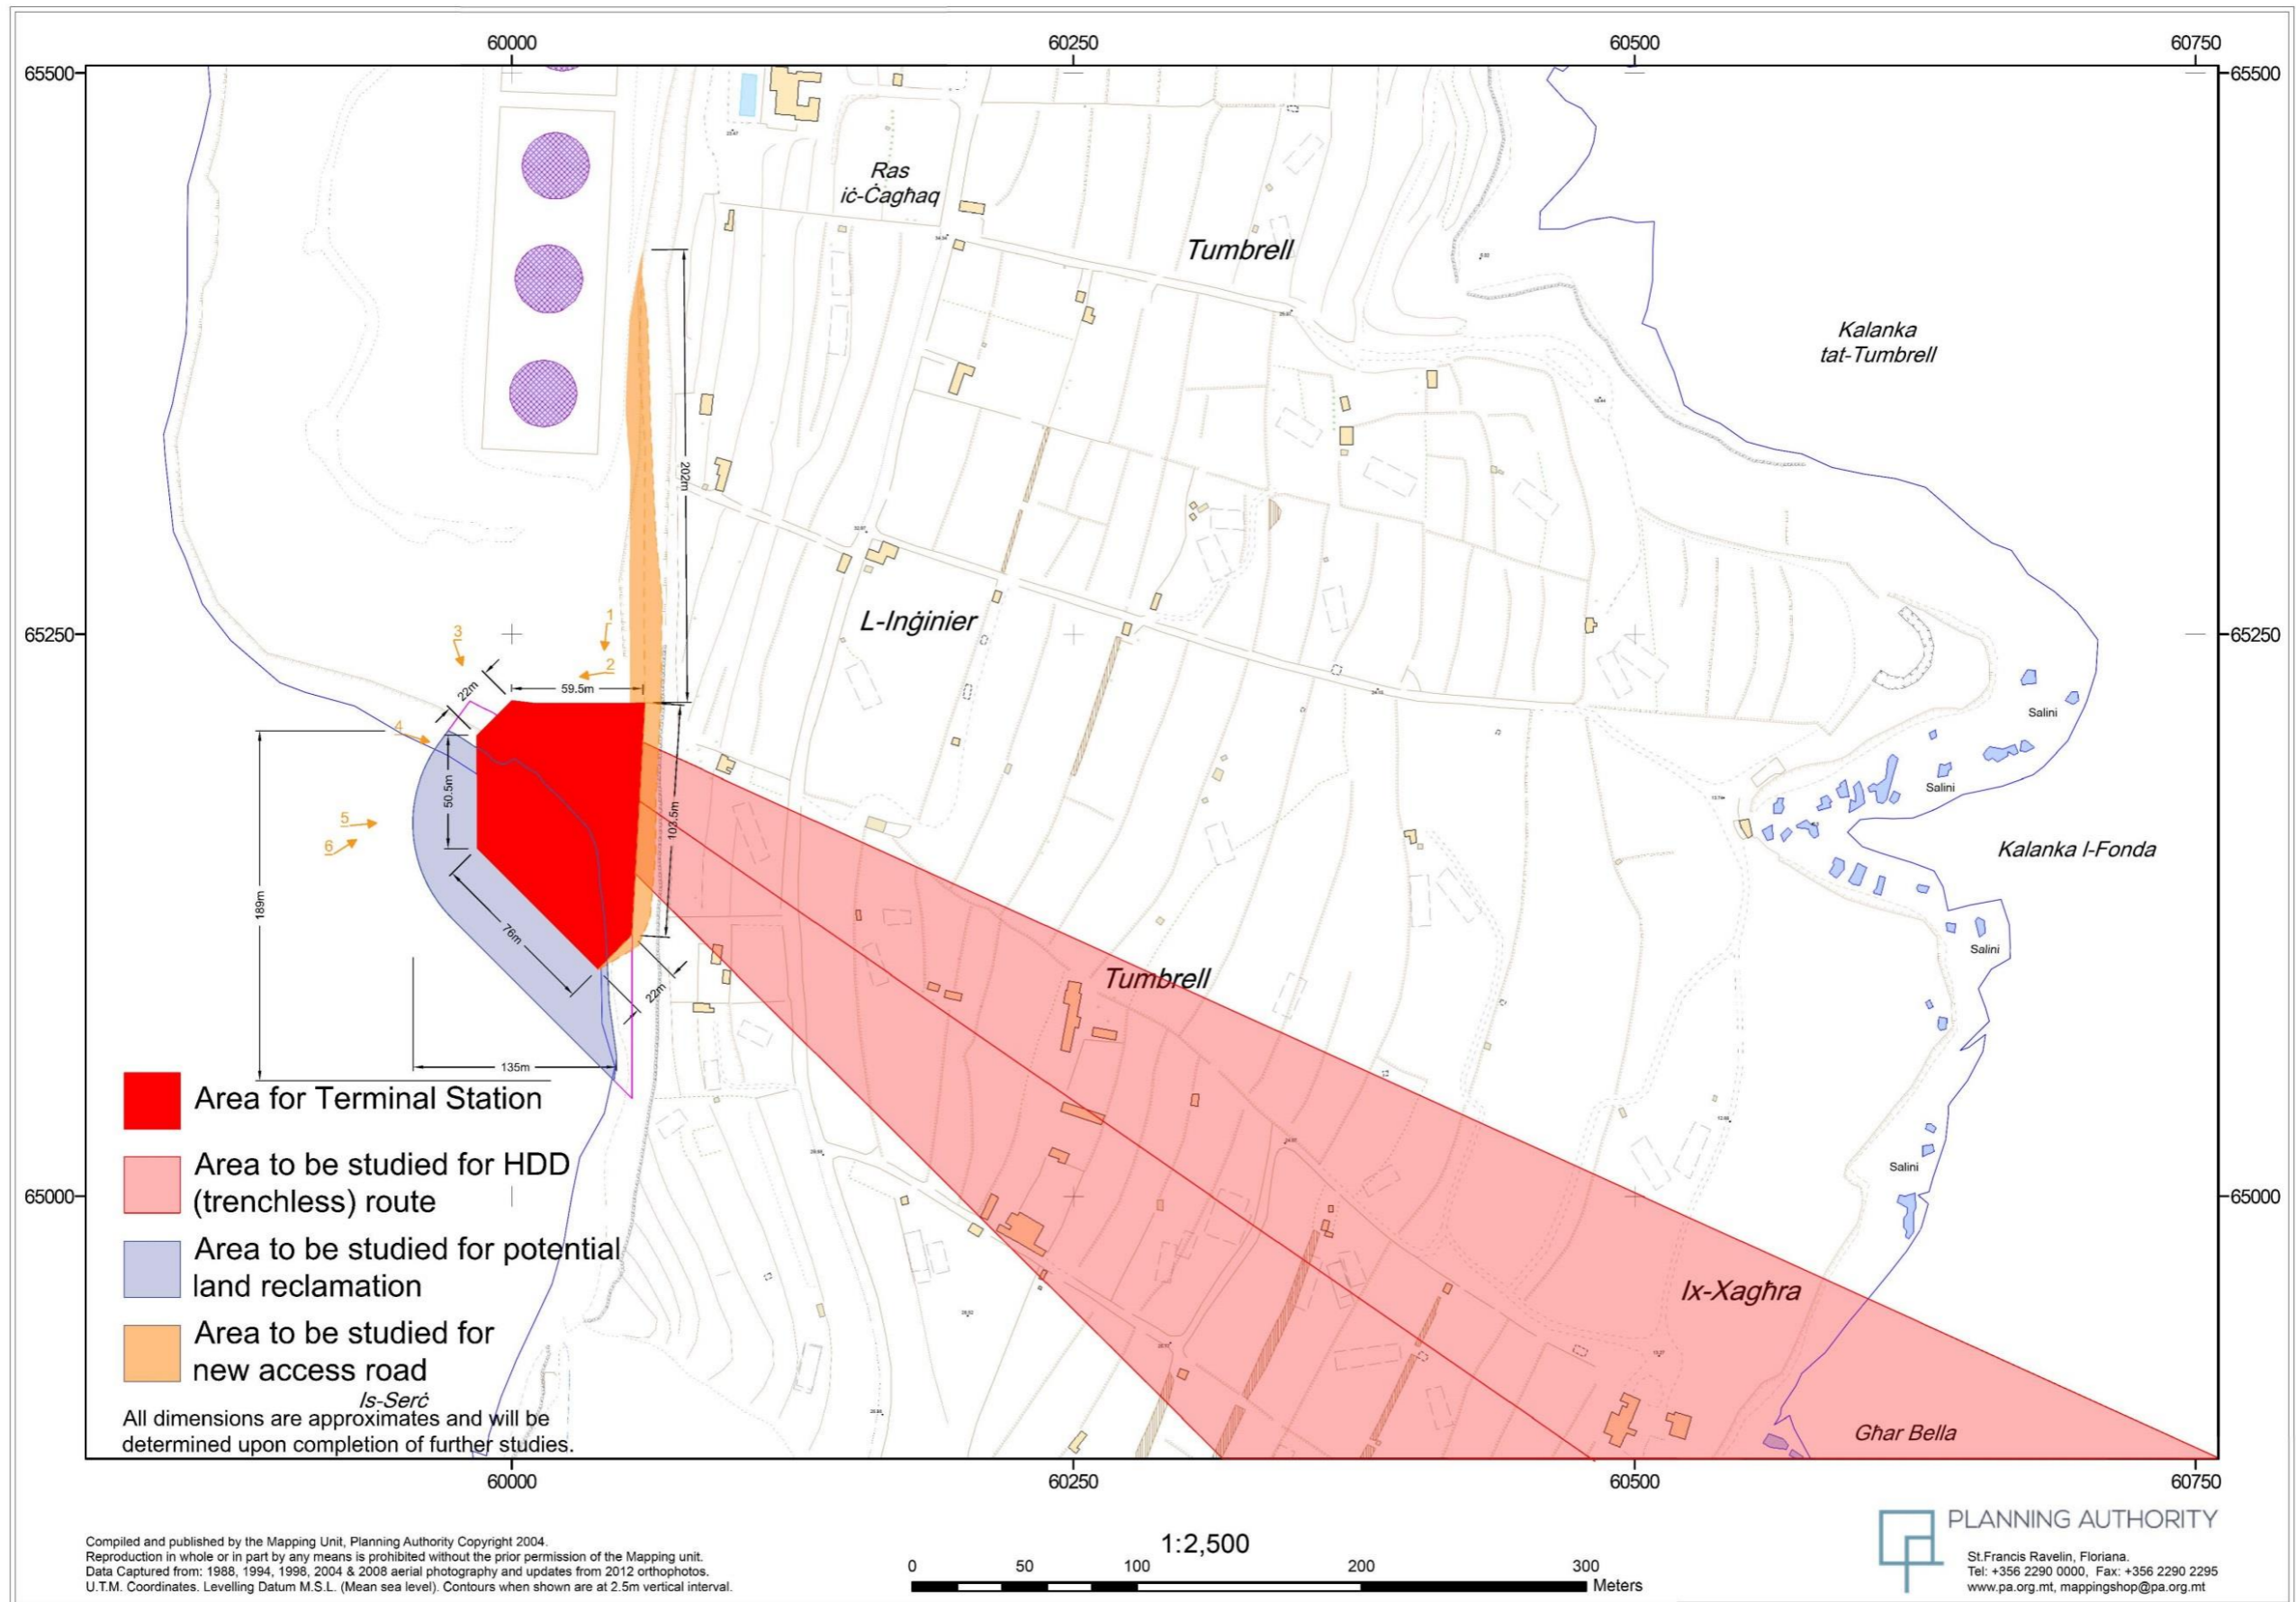 60000
60250
60500
60750
65500
65500
Ras
iċ-Ċagħaq
Tumbrell
Kalanka
tat-Tumbrell
202m
65250
65250
1
2
3
L-Inġinier
22m
59.5m
4
Salini
Salini
50.5m
103.5m
5
6
Kalanka l-Fonda
189m
76m
Salini
Tumbrell
22m
135m
Area for Terminal Station
Area to be studied for HDD
(trenchless) route
Salini
65000
65000
Area to be studied for potential
land reclamation
Ix-Xagħra
Area to be studied for
new access road
Is-Serċ
All dimensions are approximates and will be
determined upon completion of further studies.
Għar Bella
60000
60250
60500
60750
Compiled and published by the Mapping Unit, Planning Authority Copyright 2004.
Reproduction in whole or in part by any means is prohibited without the prior permission of the Mapping unit.
Data Captured from: 1988, 1994, 1998, 2004 & 2008 aerial photography and updates from 2012 orthophotos.
U.T.M. Coordinates. Levelling Datum M.S.L. (Mean sea level). Contours when shown are at 2.5m vertical interval.
1:2,500
0 50 100 200 300
Meters
PLANNING AUTHORITY
St.Francis Ravelin, Floriana.
Tel: +356 2290 0000, Fax: +356 2290 2295
www.pa.org.mt, mappingshop@pa.org.mt